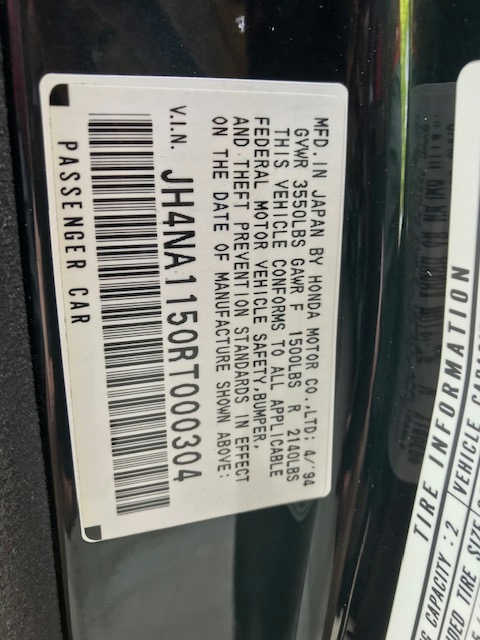 MFD. IN JAPAN BY HONDA MOTOR CO.,LTD; 4/'94
GVWR 3550LBS GAWR F 1500LBS R 2140LBS
THIS VEHICLE CONFORMS TO ALL APPLICABLE
FEDERAL MOTOR VEHICLE SAFETY,BUMPER,
AND THEFT PREVENTION STANDARDS IN EFFECT
ON THE DATE OF MANUFACTURE SHOWN ABOVE:
V.I.N. JH4NA1150RT000304
PASSENGER CAR
TIRE INFORMATION
CAPACITY:2 VEHICLE
TIRE SIZE